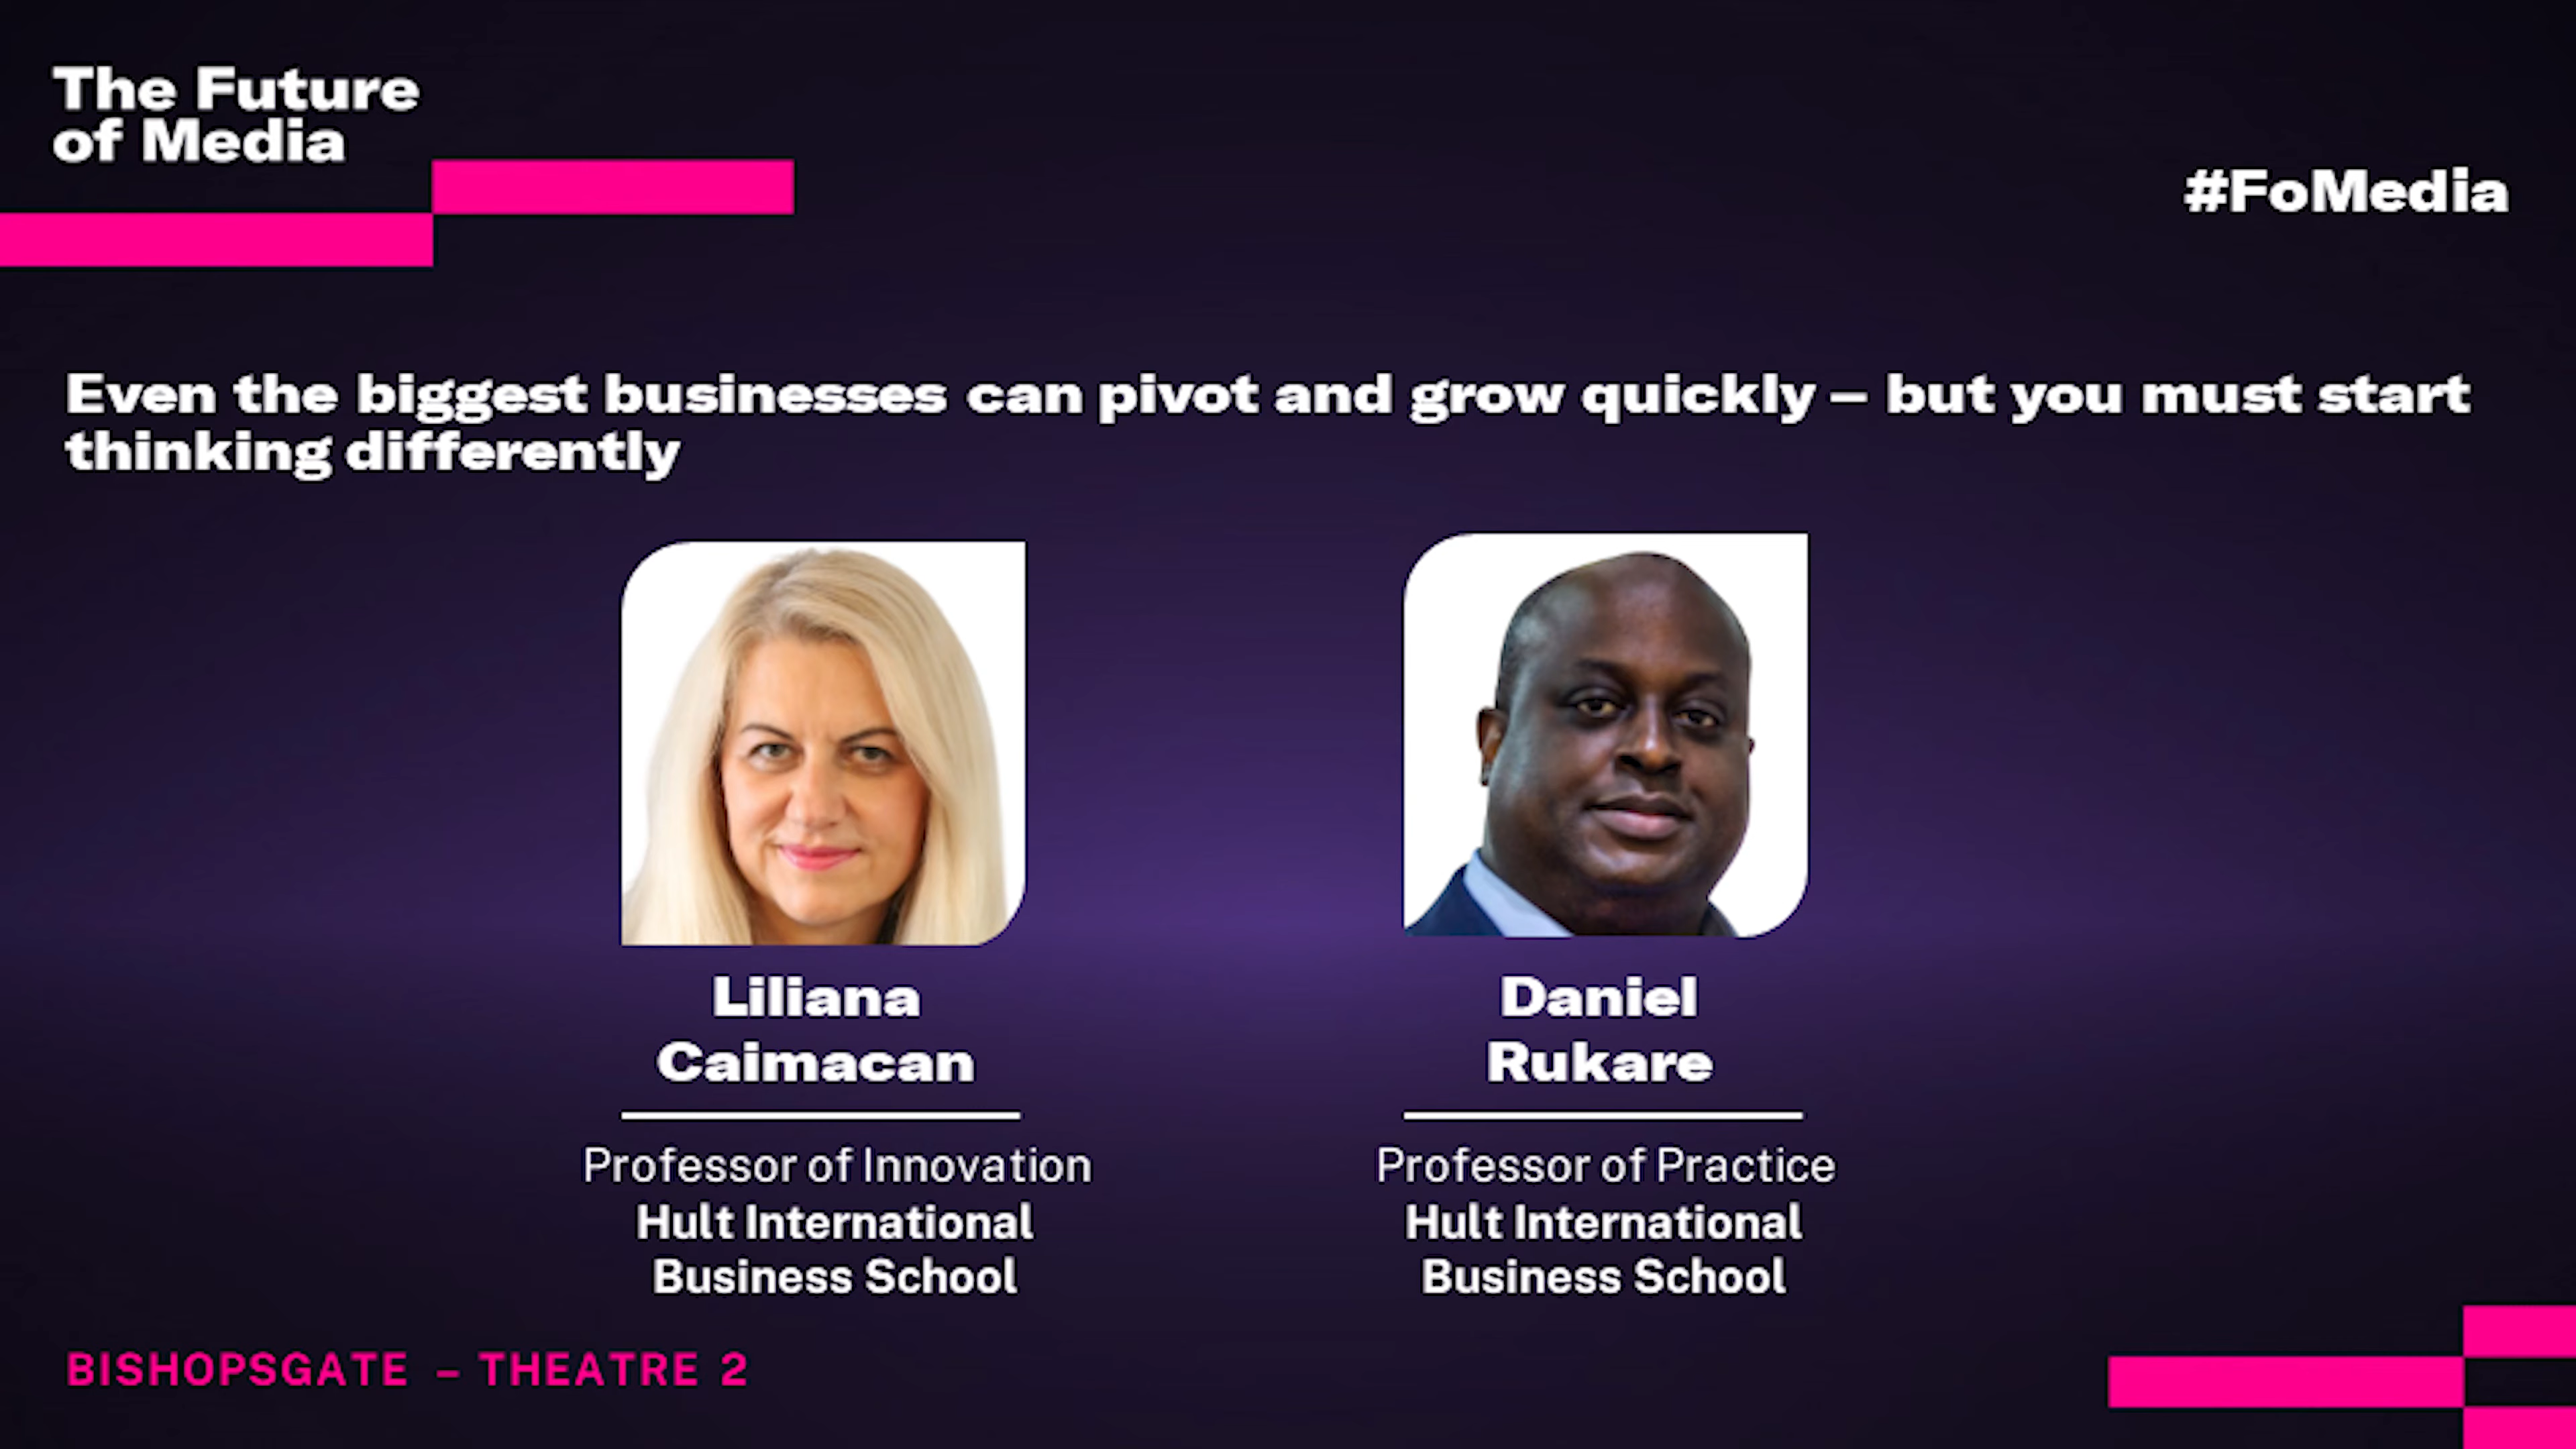 The Future
of Media
#FoMedia
Even the biggest businesses can pivot and grow quickly – but you must start
thinking differently
Liliana
Caimacan
Professor of Innovation
Hult International
Business School
Daniel
Rukare
Professor of Practice
Hult International
Business School
BISHOPSGATE – THEATRE 2